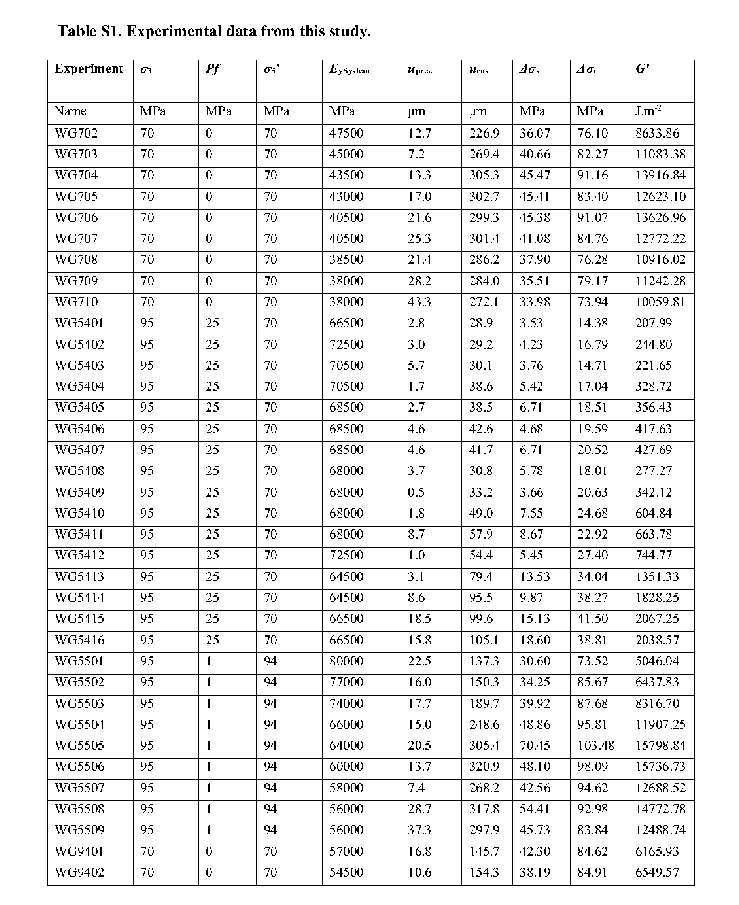 Table S1. Experimental data from this study.
Experiment σ3 Pf σ3' EySystem Δσ Δσ G'
Name MPa MPa MPa MPa μm μm MPa MPa J.m-2
WG702 70 0 70 47500 12.7 226.9 36.07 76.10 8633.86
WG703 70 0 70 45000 7.2 269.4 40.66 82.27 11083.38
WG704 70 0 70 43500 13.3 305.3 45.47 91.16 13916.84
WG705 70 0 70 43000 17.0 302.7 45.41 83.40 12623.10
WG706 70 0 70 40500 21.6 299.3 45.38 91.07 13626.96
WG707 70 0 70 40500 25.3 301.4 41.08 84.76 12772.22
WG708 70 0 70 38500 21.4 286.2 37.90 76.28 10916.02
WG709 70 0 70 38000 28.2 284.0 35.51 79.17 11242.28
WG710 70 0 70 38000 43.3 272.1 33.98 73.94 10059.81
WG5401 95 25 70 66500 2.8 28.9 3.53 14.38 207.99
WG5402 95 25 70 72500 3.0 29.2 4.23 16.79 244.80
WG5403 95 25 70 70500 5.7 30.1 3.76 14.71 221.65
WG5404 95 25 70 70500 1.7 38.6 5.42 17.04 328.72
WG5405 95 25 70 68500 2.7 38.5 6.71 18.51 356.43
WG5406 95 25 70 68500 4.6 42.6 4.68 19.59 417.63
WG5407 95 25 70 68500 4.6 41.7 6.71 20.52 427.69
WG5408 95 25 70 68000 3.7 30.8 5.78 18.01 277.27
WG5409 95 25 70 68000 0.5 33.2 3.66 20.63 342.12
WG5410 95 25 70 68000 1.8 49.0 7.55 24.68 604.84
WG5411 95 25 70 68000 8.7 57.9 8.67 22.92 663.78
WG5412 95 25 70 72500 1.0 54.4 5.45 27.40 744.77
WG5413 95 25 70 64500 3.1 79.4 13.53 34.04 1351.33
WG5414 95 25 70 64500 8.6 95.5 9.87 38.27 1828.25
WG5415 95 25 70 66500 18.5 99.6 15.13 41.50 2067.25
WG5416 95 25 70 66500 15.8 105.1 18.60 38.81 2038.57
WG5501 95 1 94 80000 22.5 137.3 30.60 73.52 5046.04
WG5502 95 1 94 77000 16.0 150.3 34.25 85.67 6437.83
WG5503 95 1 94 74000 17.7 189.7 39.92 87.68 8316.70
WG5504 95 1 94 66000 15.0 248.6 48.86 95.81 11907.25
WG5505 95 1 94 64000 20.5 305.4 70.45 103.48 15798.84
WG5506 95 1 94 60000 13.7 320.9 48.10 98.09 15736.73
WG5507 95 1 94 58000 7.4 268.2 42.56 94.62 12688.52
WG5508 95 1 94 56000 28.7 317.8 54.41 92.98 14772.78
WG5509 95 1 94 56000 37.3 297.9 45.73 83.84 12488.74
WG9401 70 0 70 57000 16.8 145.7 42.30 84.62 6165.93
WG9402 70 0 70 54500 10.6 154.3 38.19 84.91 6549.57